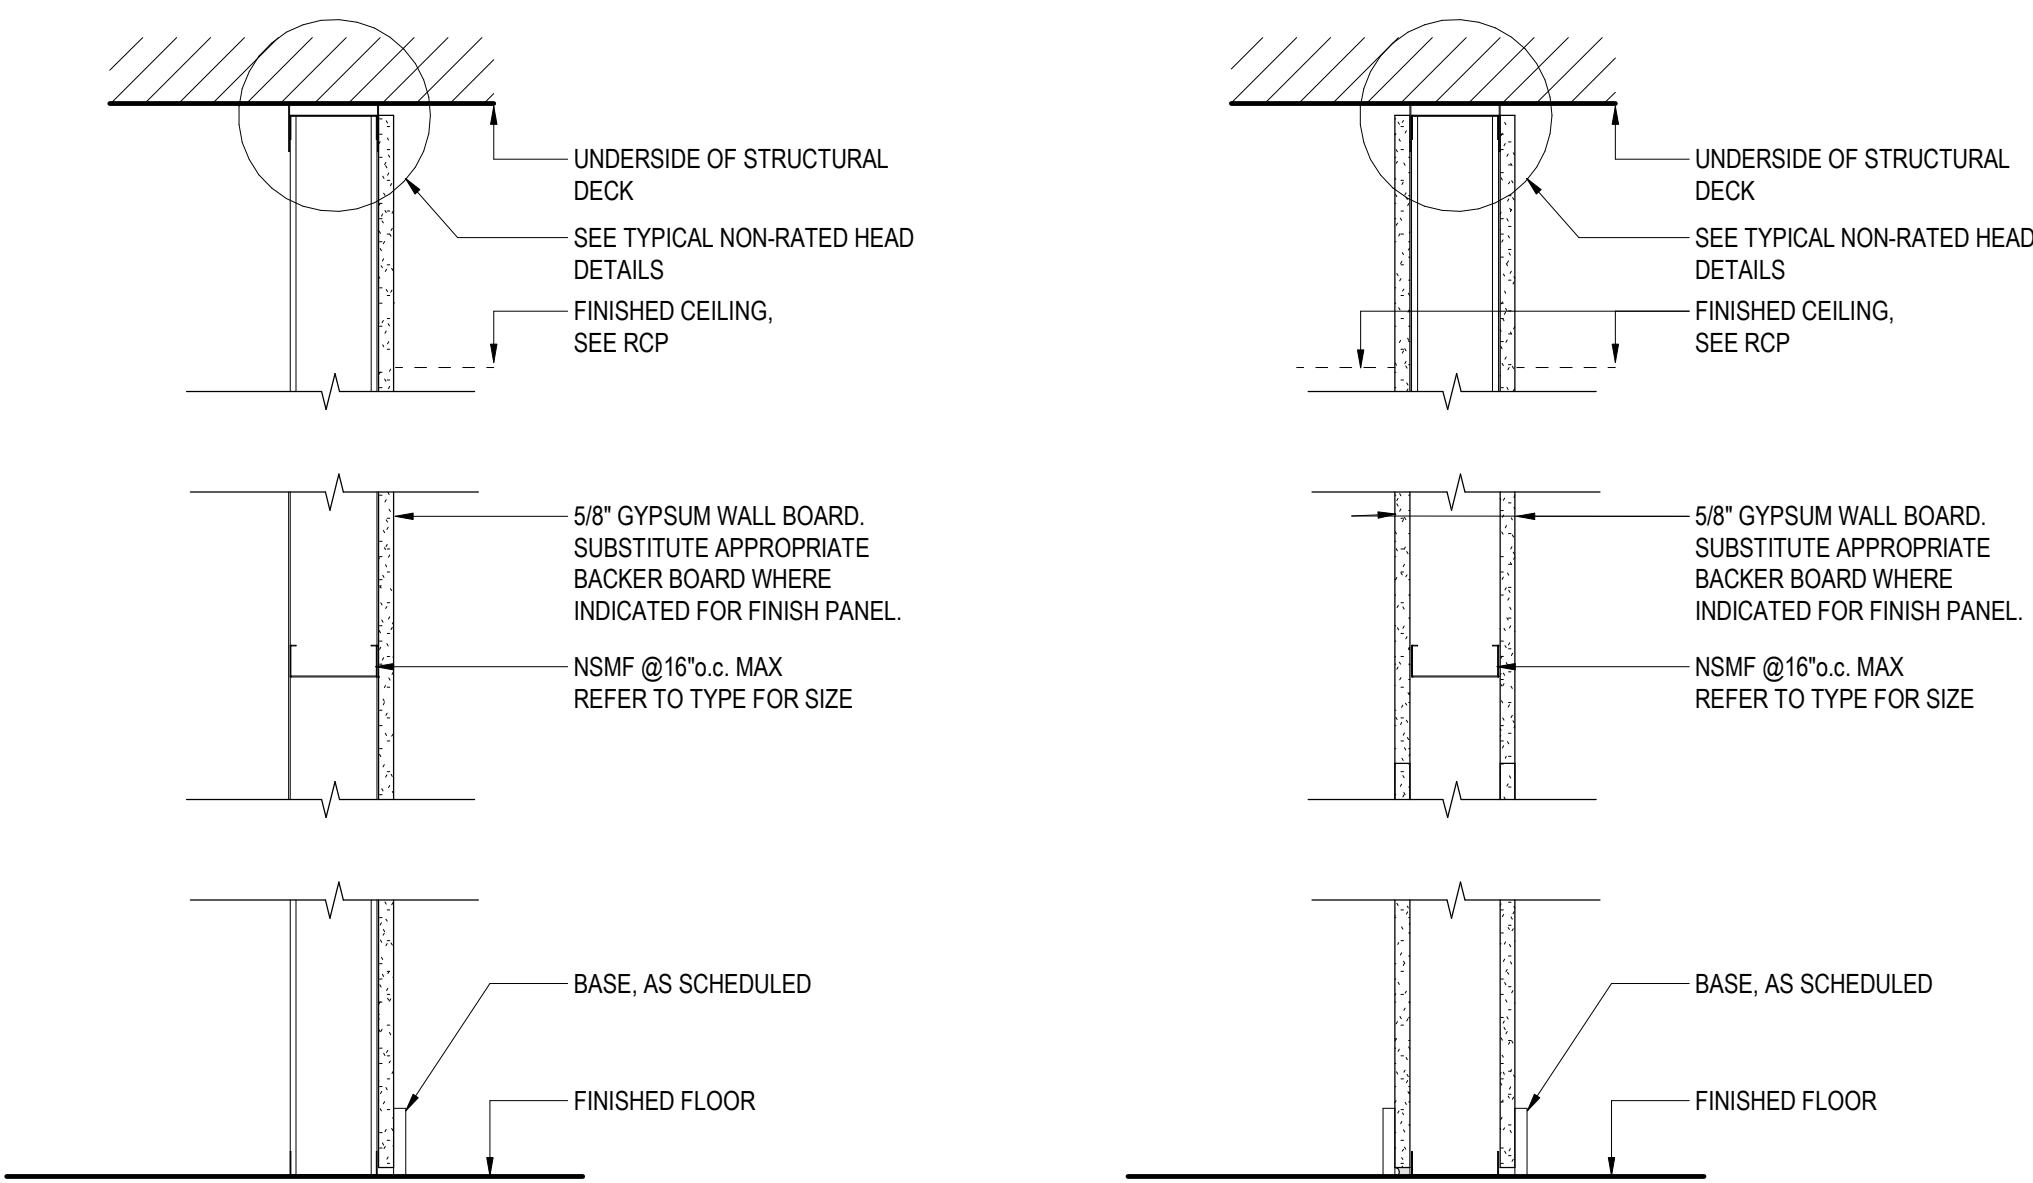 UNDERSIDE OF STRUCTURAL
DECK
SEE TYPICAL NON-RATED HEAD
DETAILS
FINISHED CEILING,
SEE RCP
5/8" GYPSUM WALL BOARD.
SUBSTITUTE APPROPRIATE
BACKER BOARD WHERE
INDICATED FOR FINISH PANEL.
NSMF @16"o.c. MAX
REFER TO TYPE FOR SIZE
BASE, AS SCHEDULED
FINISHED FLOOR
UNDERSIDE OF STRUCTURAL
DECK
SEE TYPICAL NON-RATED HEAD
DETAILS
FINISHED CEILING,
SEE RCP
5/8" GYPSUM WALL BOARD.
SUBSTITUTE APPROPRIATE
BACKER BOARD WHERE
INDICATED FOR FINISH PANEL.
NSMF @16"o.c. MAX
REFER TO TYPE FOR SIZE
BASE, AS SCHEDULED
FINISHED FLOOR